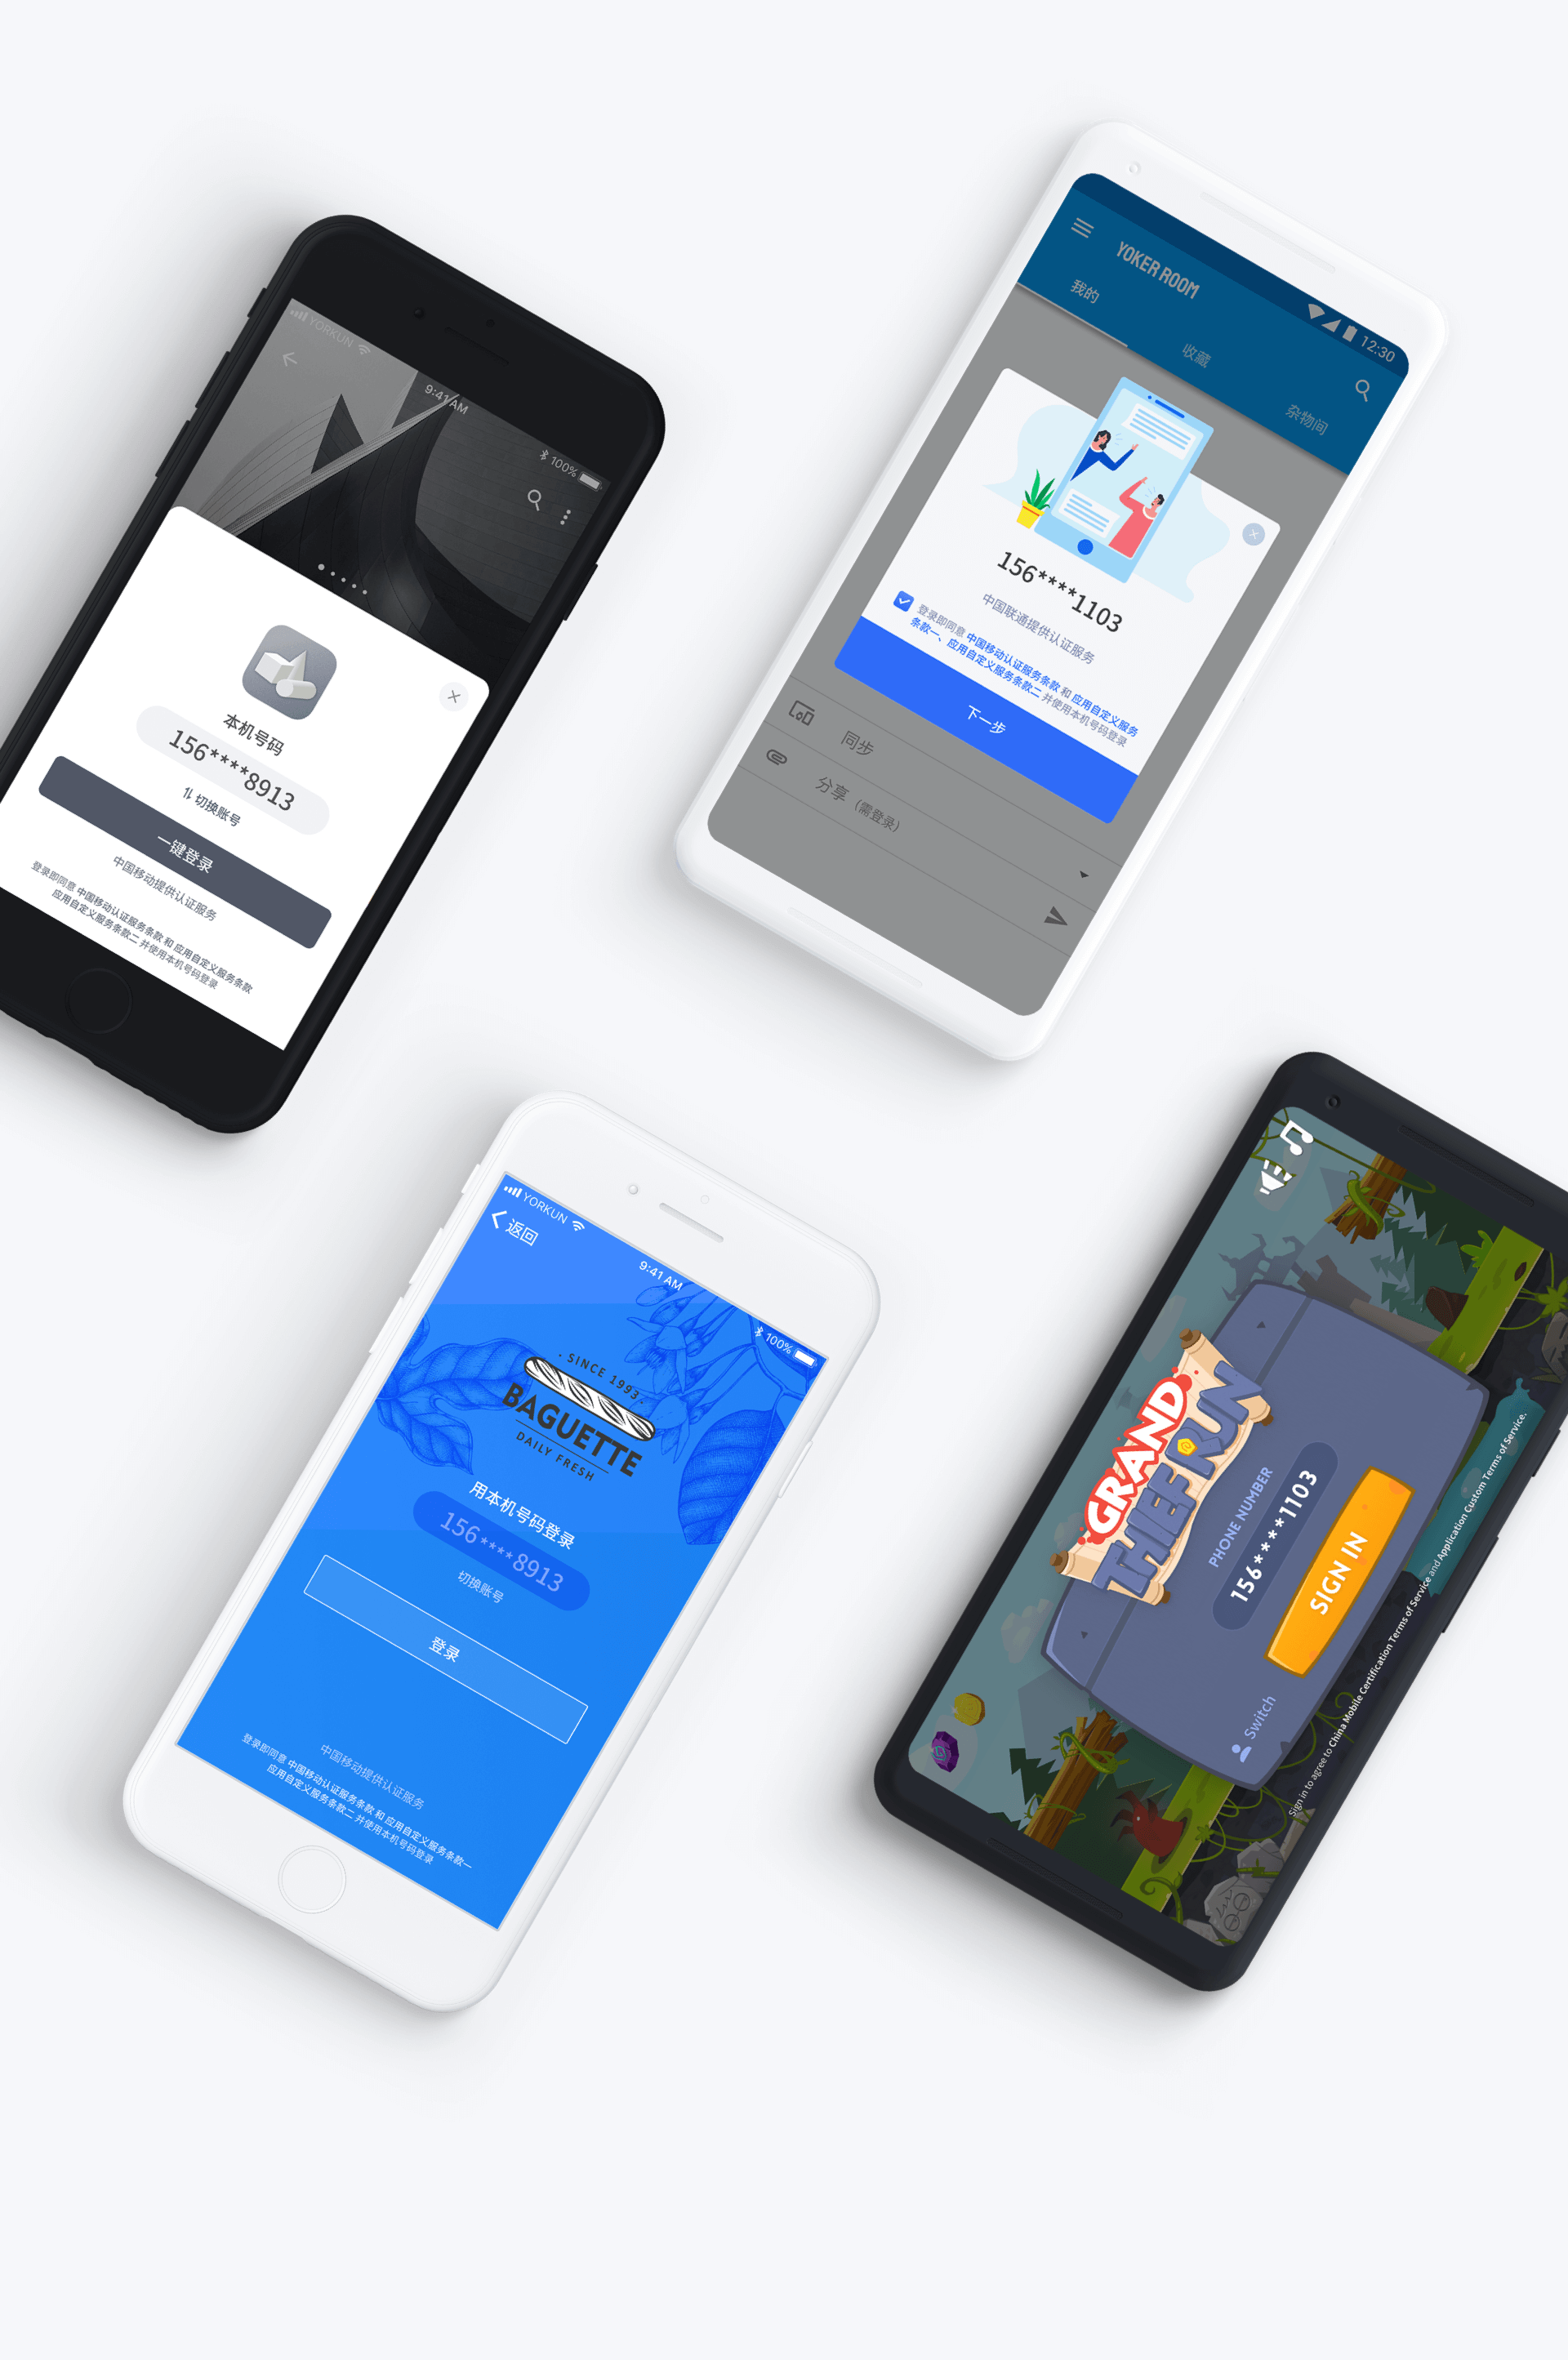 YORKUN
9:41 AM
100%
本机号码
156****8913
切换账号
一键登录
中国移动提供认证服务
登录即同意 中国移动认证服务条款 和 应用自定义服务条款
应用自定义服务条款二 并使用本机号码登录
12:30
YOKER ROOM
我的
收藏
杂物间
156****1103
中国联通提供认证服务
登录即同意 中国移动认证服务条款 和 应用自定义服务
条款一、应用自定义服务条款二 并使用本机号码登录
下一步
同步
分享（需登录）
YORKUN
9:41 AM
100%
返回
. SINCE 1993 .
BAGUETTE
DAILY FRESH
用本机号码登录
156****8913
切换账号
登录
中国移动提供认证服务
登录即同意 中国移动认证服务条款 和 应用自定义服务条款一
应用自定义服务条款二 并使用本机号码登录
GRAND
THIEF RUN
PHONE NUMBER
156****1103
SIGN IN
Switch
Sign in to agree to China Mobile Certification Terms of Service and Application Custom Terms of Service.